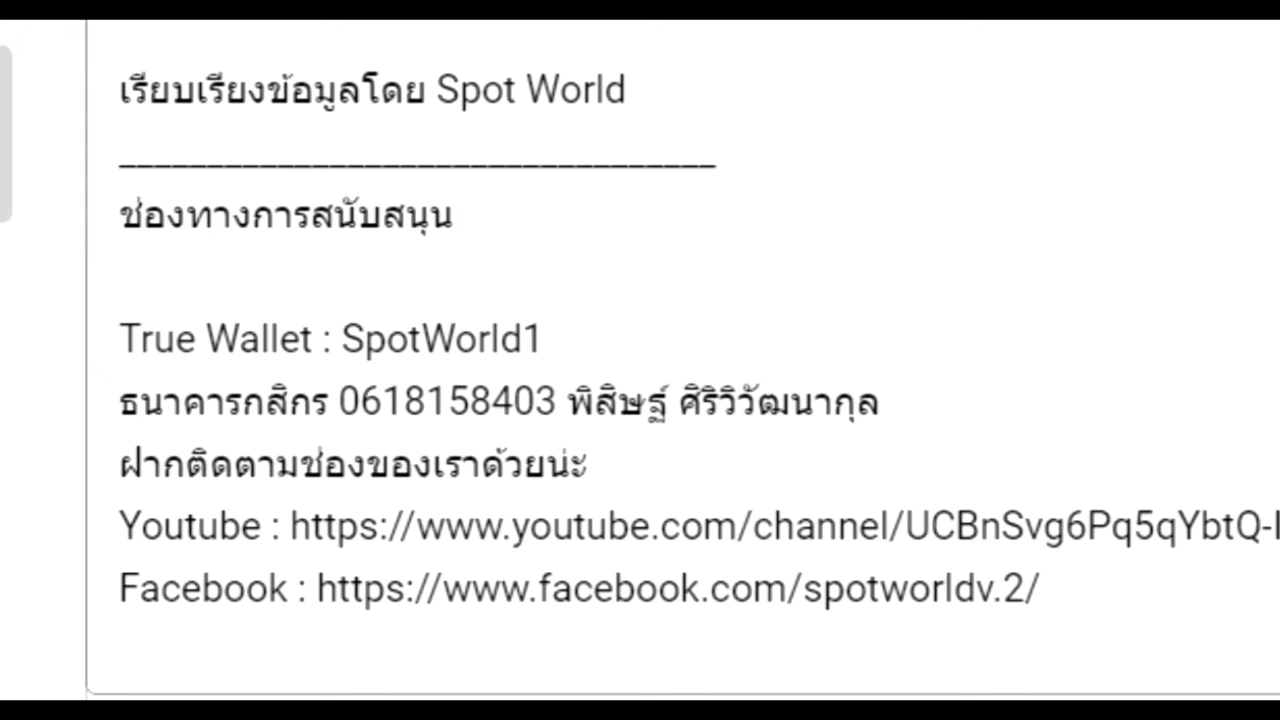 เรียบเรียงข้อมูลโดย Spot World
__________________________________
ช่องทางการสนับสนุน
True Wallet : SpotWorld1
ธนาคารกสิกร 0618158403 พิสิษฐ์ ศิริวิวัฒนากุล
ฝากติดตามช่องของเราด้วยน่ะ
Youtube : https://www.youtube.com/channel/UCBnSvg6Pq5qYbtQ-
Facebook : https://www.facebook.com/spotworldv.2/